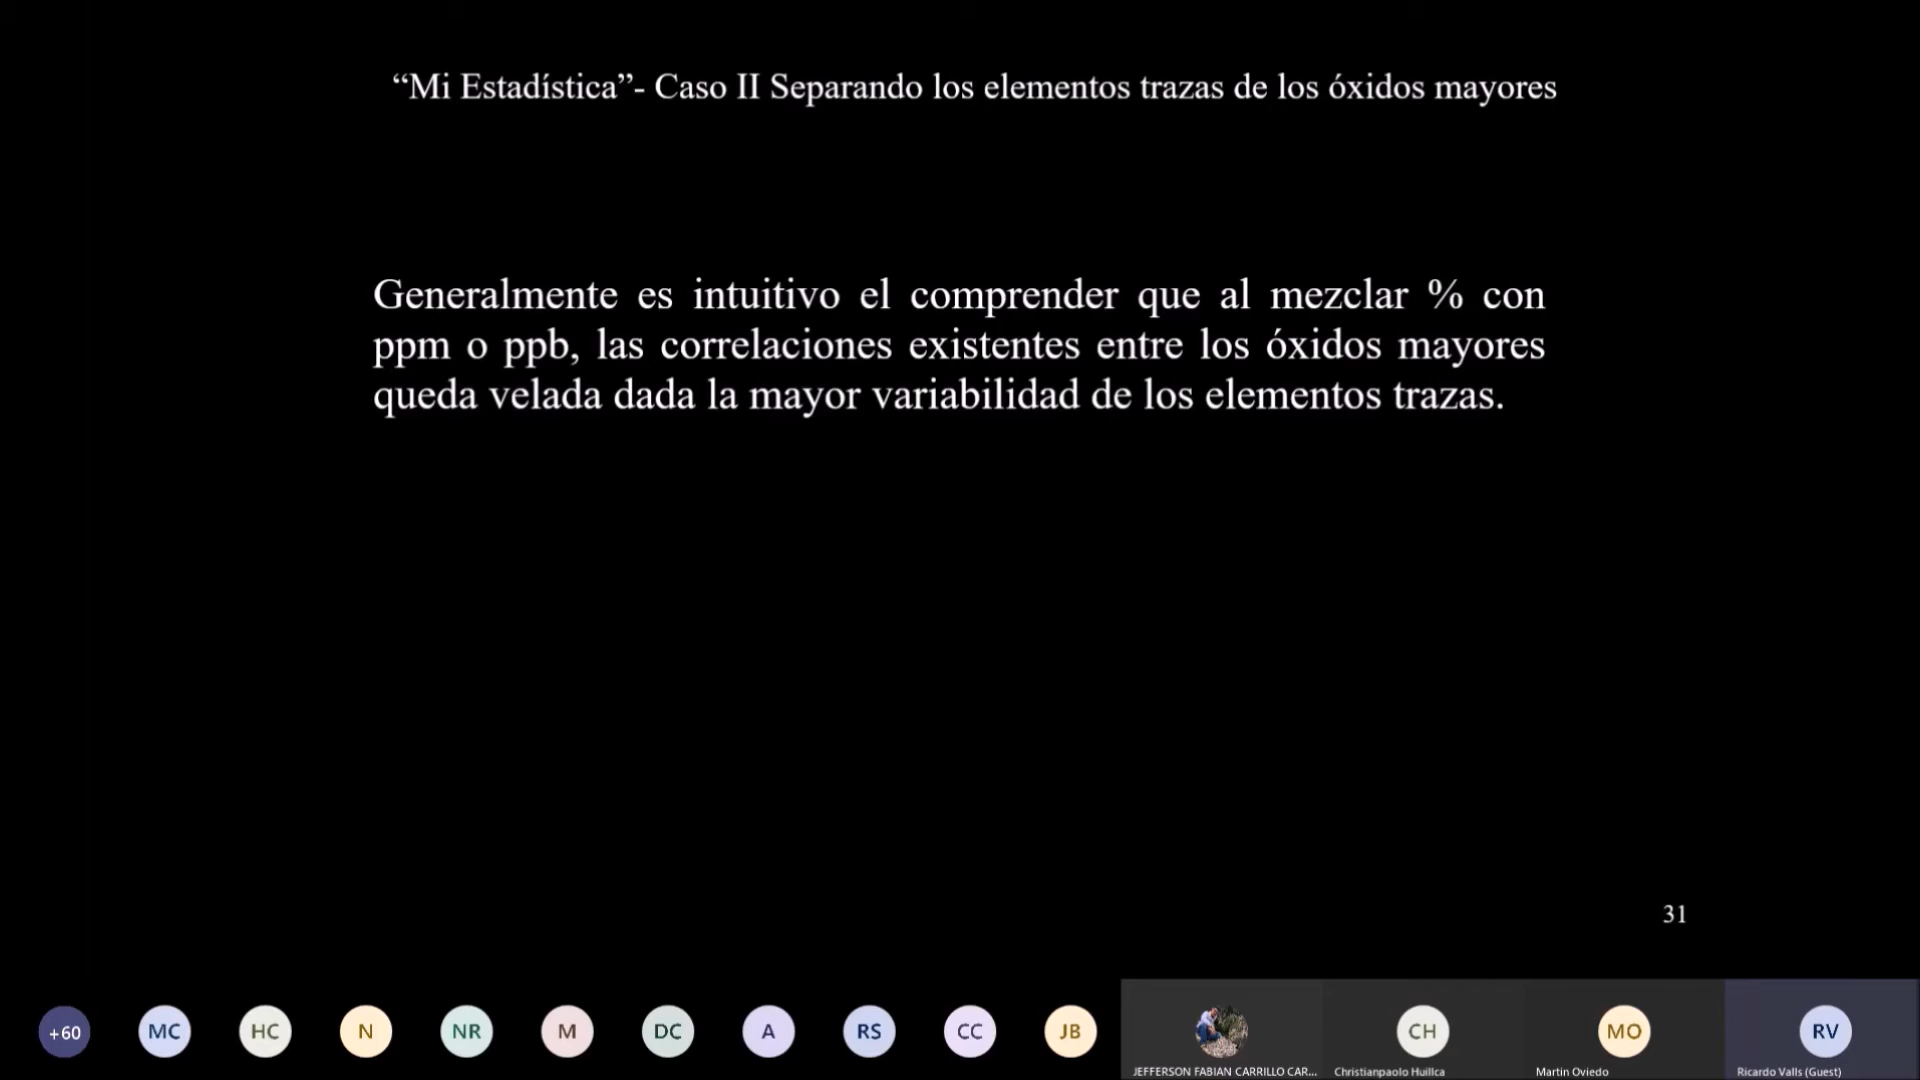 “Mi Estadística”- Caso II Separando los elementos trazas de los óxidos mayores
Generalmente es intuitivo el comprender que al mezclar % con
ppm o ppb, las correlaciones existentes entre los óxidos mayores
queda velada dada la mayor variabilidad de los elementos trazas.
31
+60 MC HC N NR M DC A RS CC JB CH MO RV
JEFFERSON FABIAN CARRILLO CAR... Christianpaolo Huillca Martin Oviedo Ricardo Valls (Guest)